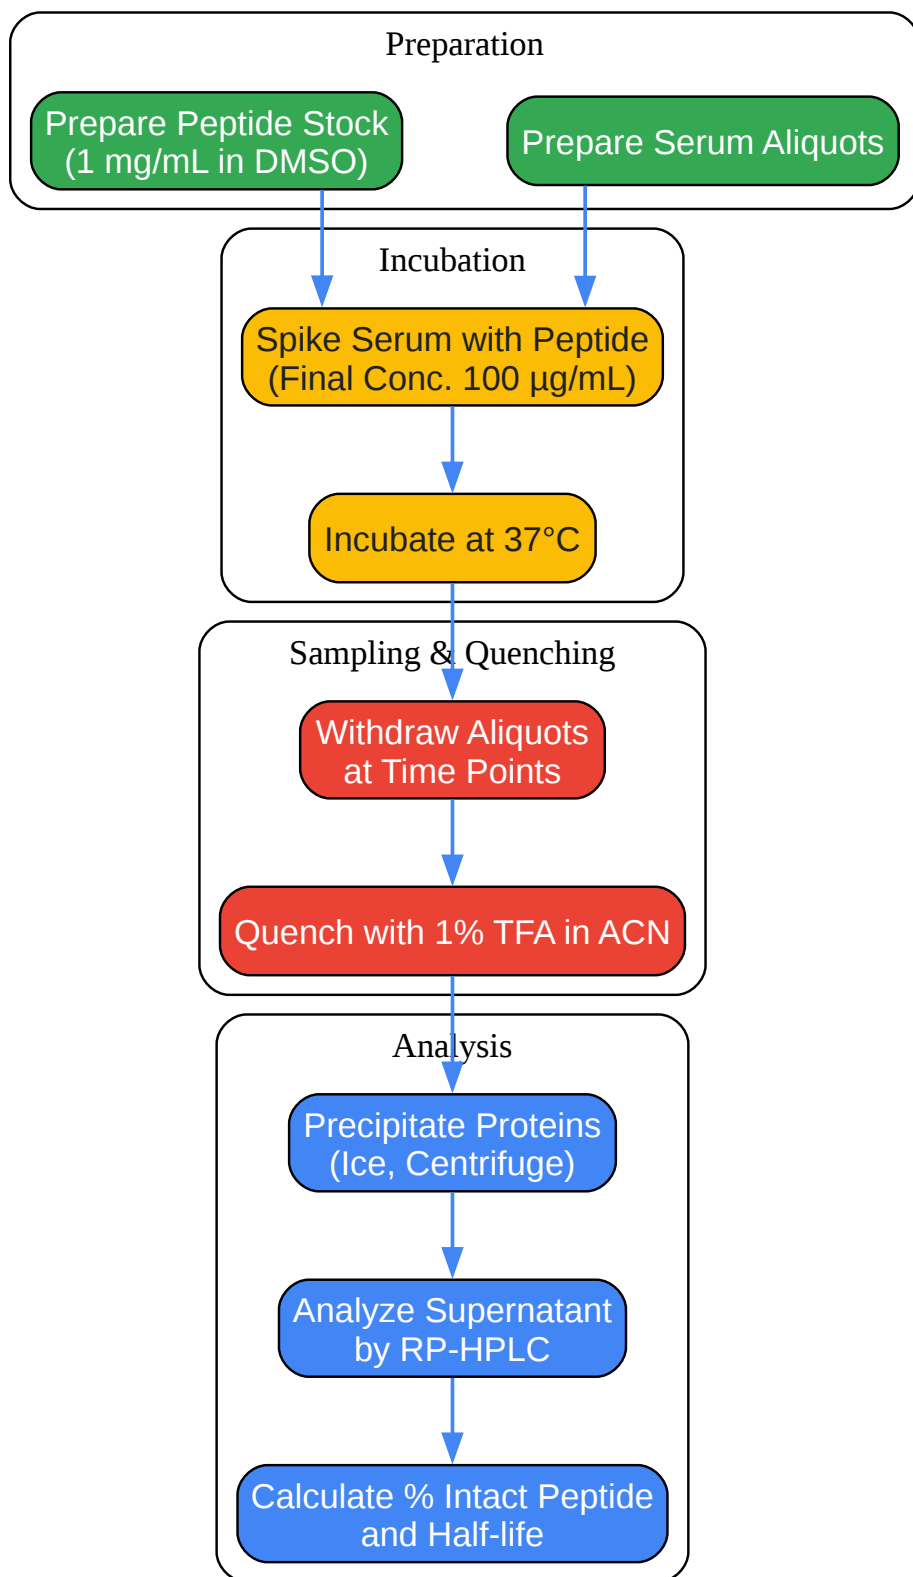 Preparation
Prepare Peptide Stock
(1 mg/mL in DMSO)
Prepare Serum Aliquots
Incubation
Spike Serum with Peptide
(Final Conc. 100 µg/mL)
Incubate at 37°C
Sampling & Quenching
Withdraw Aliquots
at Time Points
Quench with 1% TFA in ACN
Analysis
Precipitate Proteins
(Ice, Centrifuge)
Analyze Supernatant
by RP-HPLC
Calculate % Intact Peptide
and Half-life